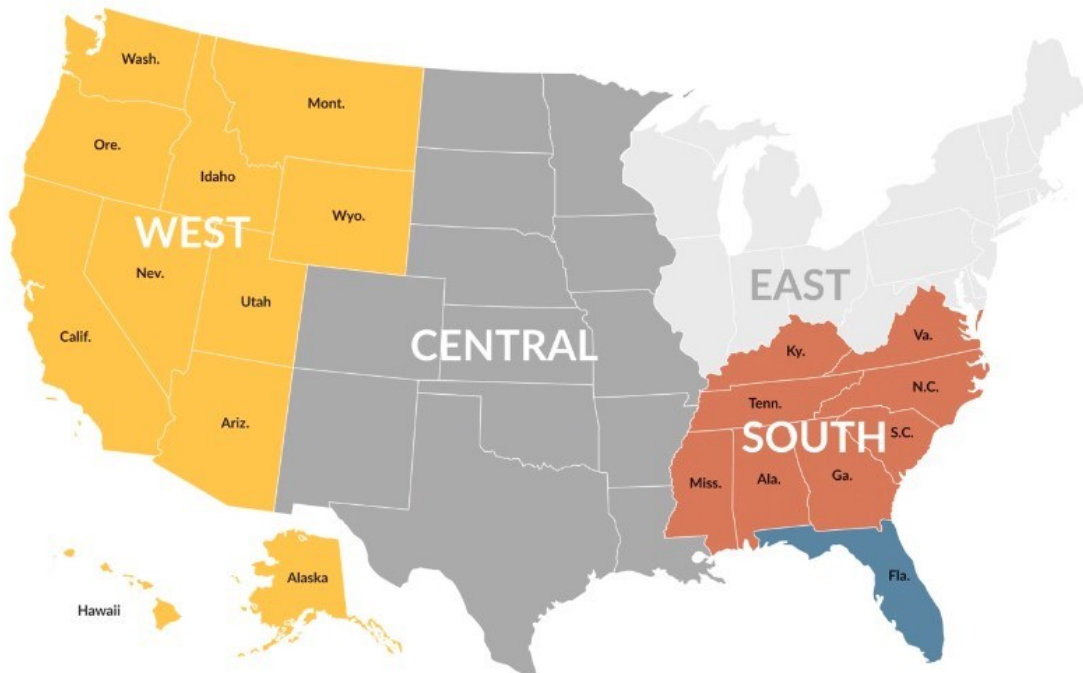 Wash.
Mont.
Ore.
Idaho
Wyo.
WEST
Nev.
EAST
Utah
Calif.
CENTRAL
Va.
Ky.
N.C.
Tenn.
Ariz.
SOUTH
S.C.
Miss.
Ala.
Ga.
Fla.
Alaska
Hawaii